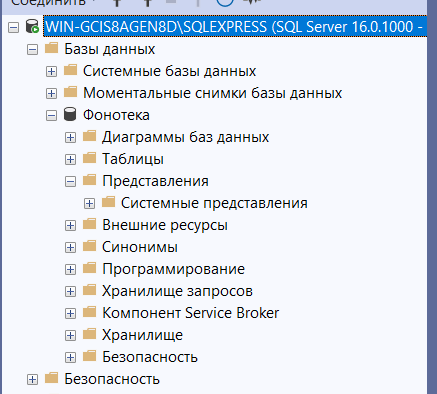 Соединить
WIN-GCIS8AGEN8D\SQLEXPRESS (SQL Server 16.0.1000 -
Базы данных
Системные базы данных
Моментальные снимки базы данных
Фонотека
Диаграммы баз данных
Таблицы
Представления
Системные представления
Внешние ресурсы
Синонимы
Программирование
Хранилище запросов
Компонент Service Broker
Хранилище
Безопасность
Безопасность